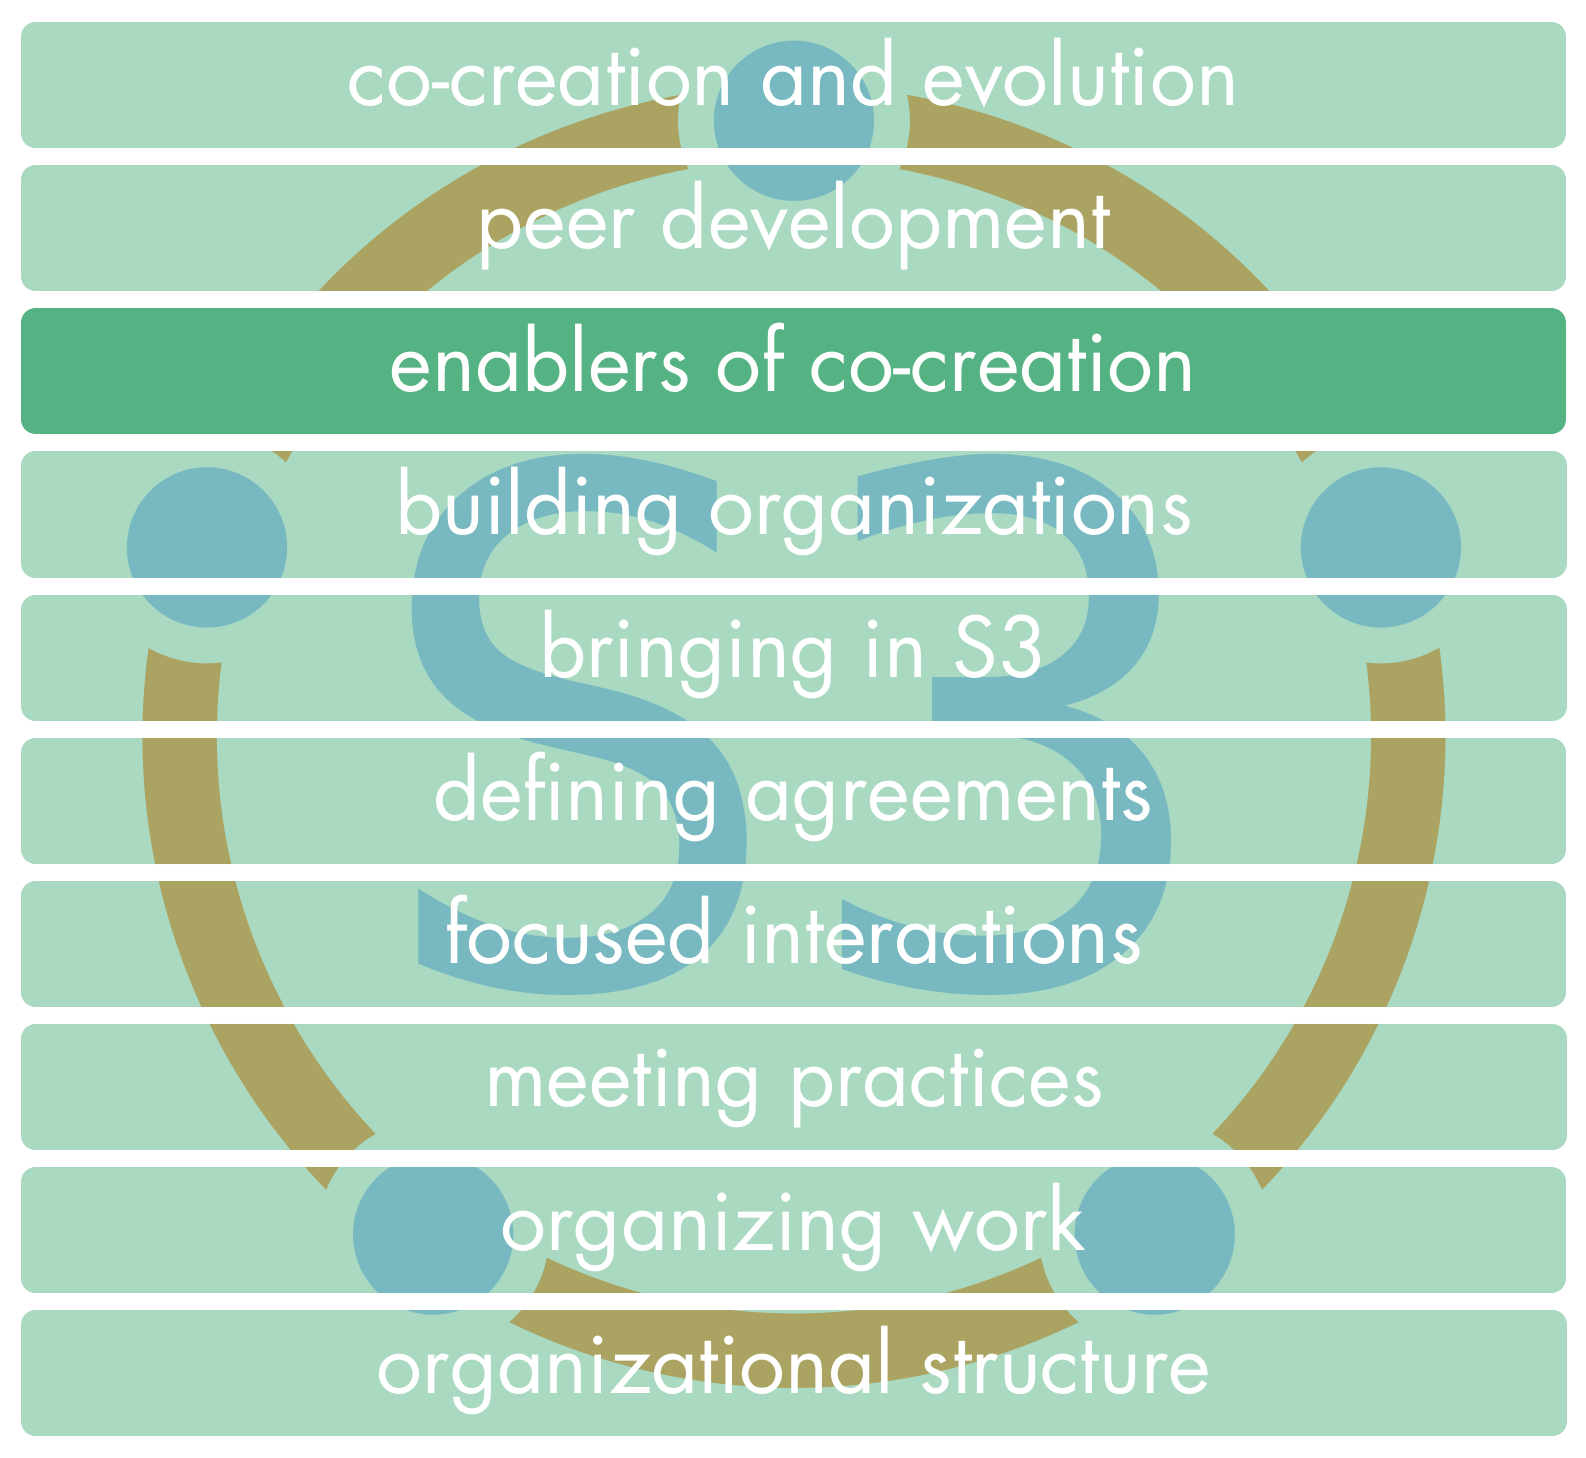 co-creation and evolution
peer development
enablers of co-creation
building organizations
bringing in S3
defining agreements
focused interactions
meeting practices
organizing work
organizational structure
S3